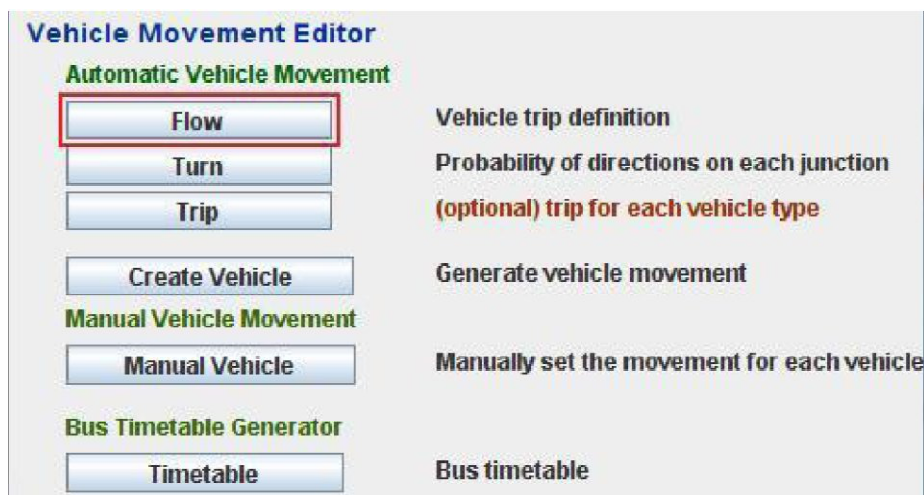 Vehicle Movement Editor
Automatic Vehicle Movement
Flow Vehicle trip definition
Turn Probability of directions on each junction
Trip (optional) trip for each vehicle type
Create Vehicle Generate vehicle movement
Manual Vehicle Movement
Manual Vehicle Manually set the movement for each vehicle
Bus Timetable Generator
Timetable Bus timetable